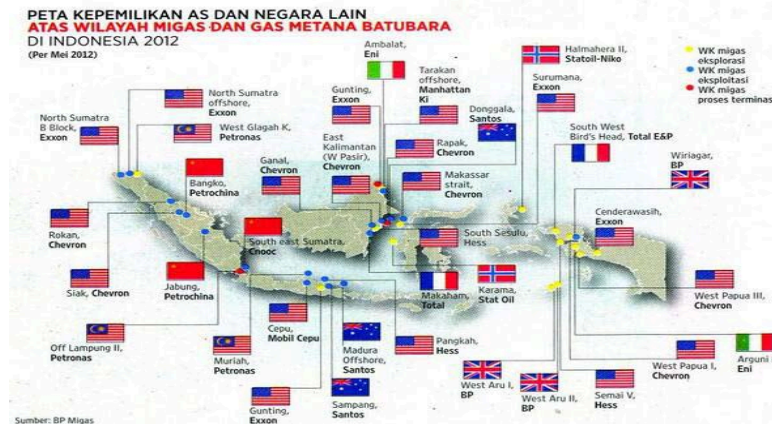 PETA KEPEMILIKAN AS DAN NEGARA LAIN
ATAS WILAYAH MIGAS DAN GAS METANA BATUBARA
DI INDONESIA 2012
(Per Mei 2012)
WK migas
eksplorasi
WK migas
eksploitasi
WK migas
proses terminas
North Sumatra
B Block,
Exxon
North Sumatra
offshore,
Exxon
West Glagah K,
Petronas
Bangko,
Petrochina
Gunting,
Exxon
Ambalat,
Eni
Tarakan
offshore,
Manhattan
Ki
Donggala,
Santos
Halmahera II,
Statoil-Niko
Surumana,
Exxon
South West
Bird's Head, Total E&P
Wiriagar,
BP
Ganal,
Chevron
East
Kalimantan
(W Pasir),
Chevron
Rapak,
Chevron
Makassar
strait,
Chevron
Cenderawasih,
Exxon
Rokan,
Chevron
Siak, Chevron
South east Sumatra,
Cnooc
South Sesulu,
Hess
Jabung,
Petrochina
Makaham,
Total
Karama,
Stat Oil
West Papua III,
Chevron
Off Lampung II,
Petronas
Muriah,
Petronas
Cepu,
Mobil Cepu
Madura
Offshore,
Santos
Pangkah,
Hess
West Papua I,
Chevron
Arguni
Eni
Gunting,
Exxon
Sampang,
Santos
West Aru I,
BP
West Aru II,
BP
Semai V,
Hess
Sumber: BP Migas